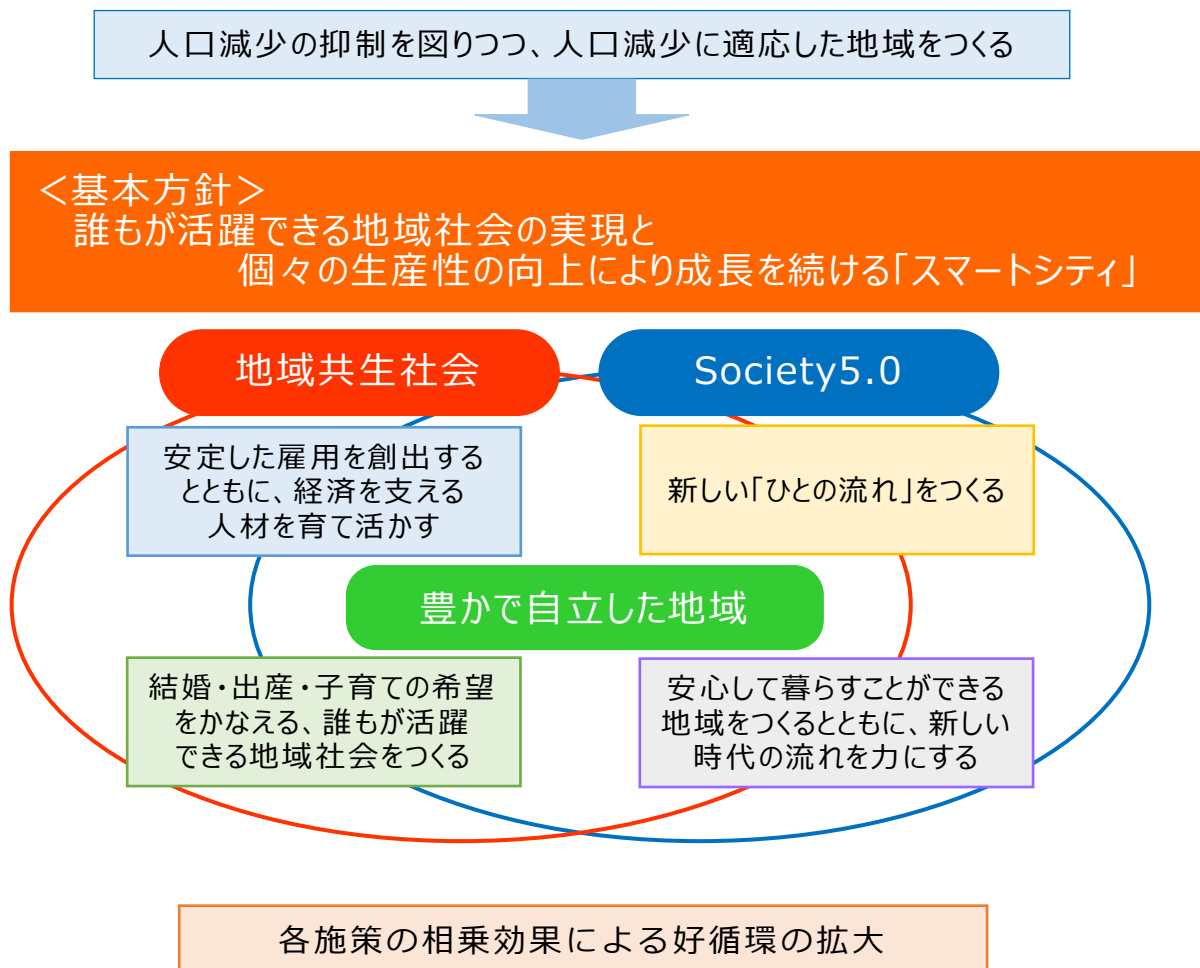 人口減少の抑制を図りつつ、人口減少に適応した地域をつくる
＜基本方針＞
誰もが活躍できる地域社会の実現と
個々の生産性の向上により成長を続ける「スマートシティ」
地域共生社会
Society5.0
安定した雇用を創出する
とともに、経済を支える
人材を育て活かす
新しい「ひとの流れ」をつくる
豊かで自立した地域
結婚・出産・子育ての希望
をかなえる、誰もが活躍
できる地域社会をつくる
安心して暮らすことができる
地域をつくるとともに、新しい
時代の流れを力にする
各施策の相乗効果による好循環の拡大